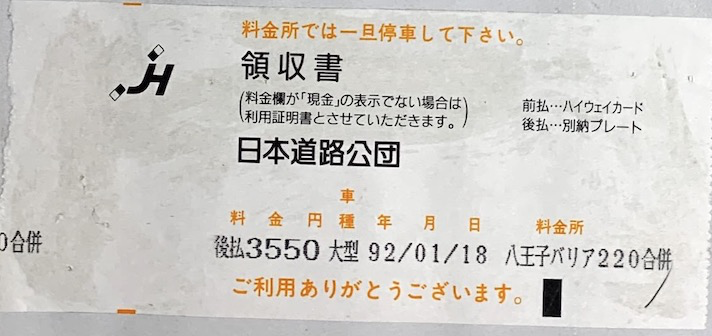 料金所では一旦停車して下さい。
JH
領収書
(料金欄が「現金」の表示でない場合は
利用証明書とさせていただきます。)
前払…ハイウェイカード
後払…別納プレート
日本道路公団
車
料金円種年月日 料金所
0合併
後払3550 大型 92/01/18 八王子バリア220合併
ご利用ありがとうございます。